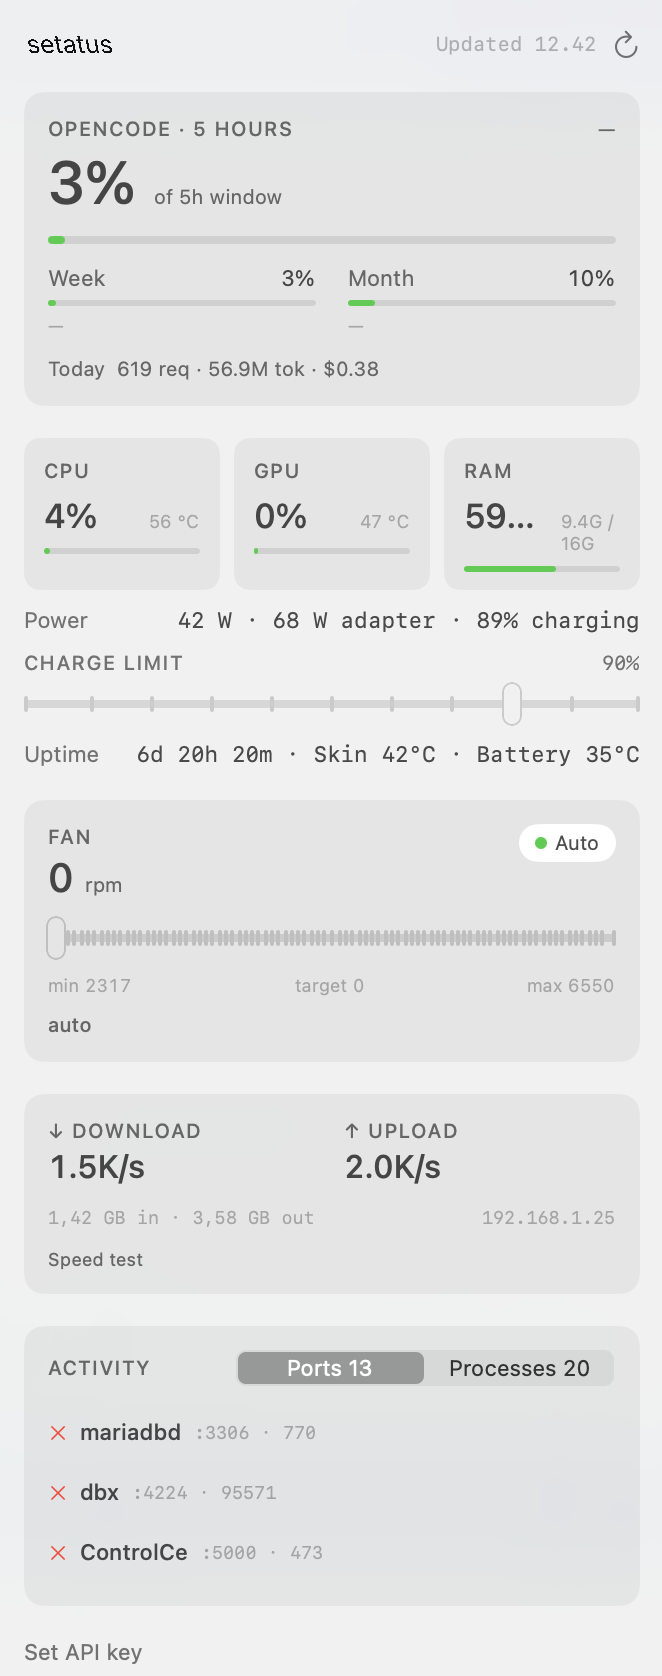 setatus
Updated 12.42
OPENCODE · 5 HOURS
—
3% of 5h window
Week 3%
Month 10%
—
—
Today 619 req · 56.9M tok · $0.38
CPU
4% 56 °C
GPU
0% 47 °C
RAM
59... 9.4G /
16G
Power 42 W · 68 W adapter · 89% charging
CHARGE LIMIT 90%
Uptime 6d 20h 20m · Skin 42°C · Battery 35°C
FAN
Auto
0 rpm
min 2317 target 0 max 6550
auto
↓ DOWNLOAD
1.5K/s
↑ UPLOAD
2.0K/s
1,42 GB in · 3,58 GB out 192.168.1.25
Speed test
ACTIVITY Ports 13 Processes 20
mariadbd :3306 · 770
dbx :4224 · 95571
ControlCe :5000 · 473
Set API key